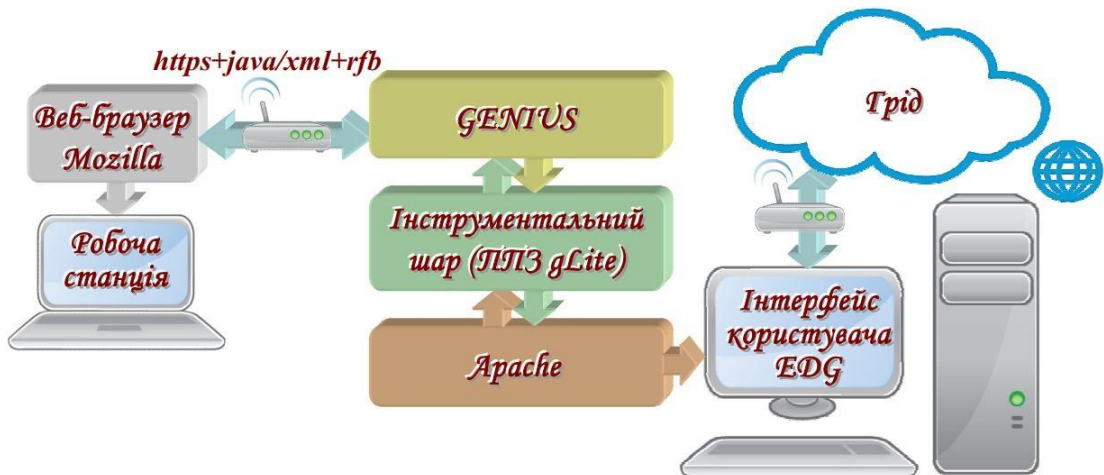 https+java/xml+rfb
Веб-браузер
Mozilla
GENIUS
Грід
Робоча
станція
Інструментальний
шар (ППЗ gLite)
Apache
Інтерфейс
користувача
EDG